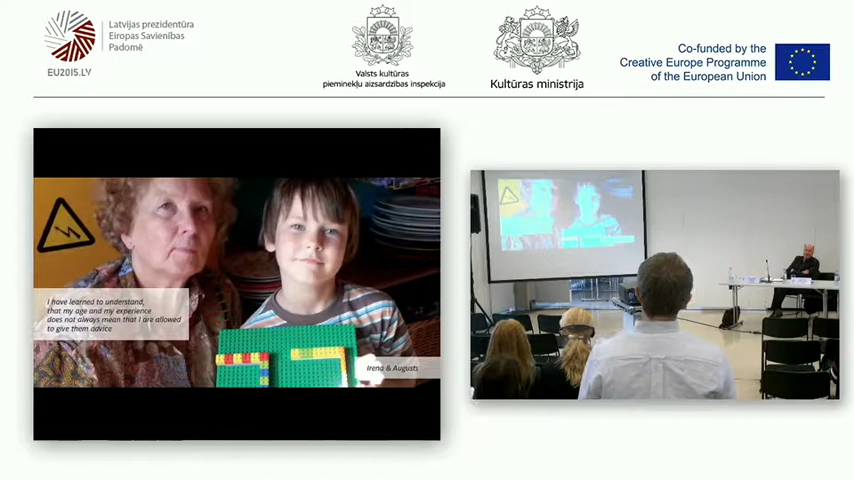 Latvijas prezidentūra
Eiropas Savienības
Padomē
EU2015.LV
Valsts kultūras
pieminekļu aizsardzības inspekcija
Kultūras ministrija
Co-funded by the
Creative Europe Programme
of the European Union
I have learned to understand,
that my age and my experience
does not always mean that I are allowed
to give them advice
Irena & Augusts